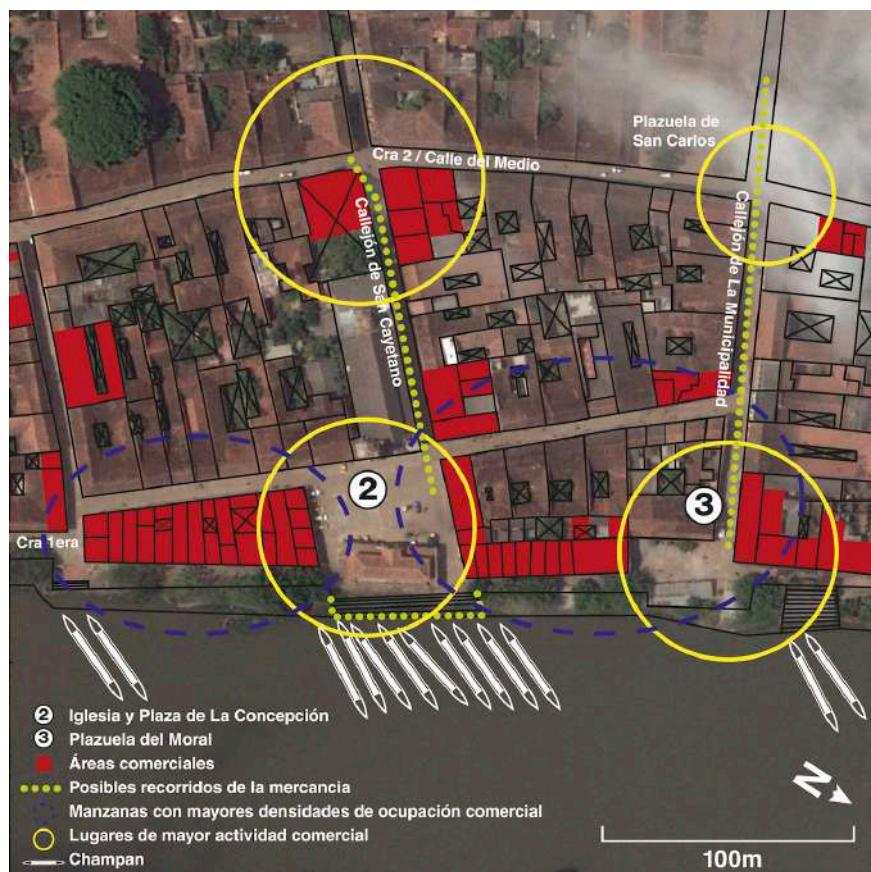 Plazuela de
San Carlos
Cra 2 / Calle del Medio
Callejón de San Cayetano
Callejón de La Municipalidad
2
3
Cra 1era
2 Iglesia y Plaza de La Concepción
3 Plazuela del Moral
Áreas comerciales
Posibles recorridos de la mercancia
Manzanas con mayores densidades de ocupación comercial
Lugares de mayor actividad comercial
Champan
N
100m